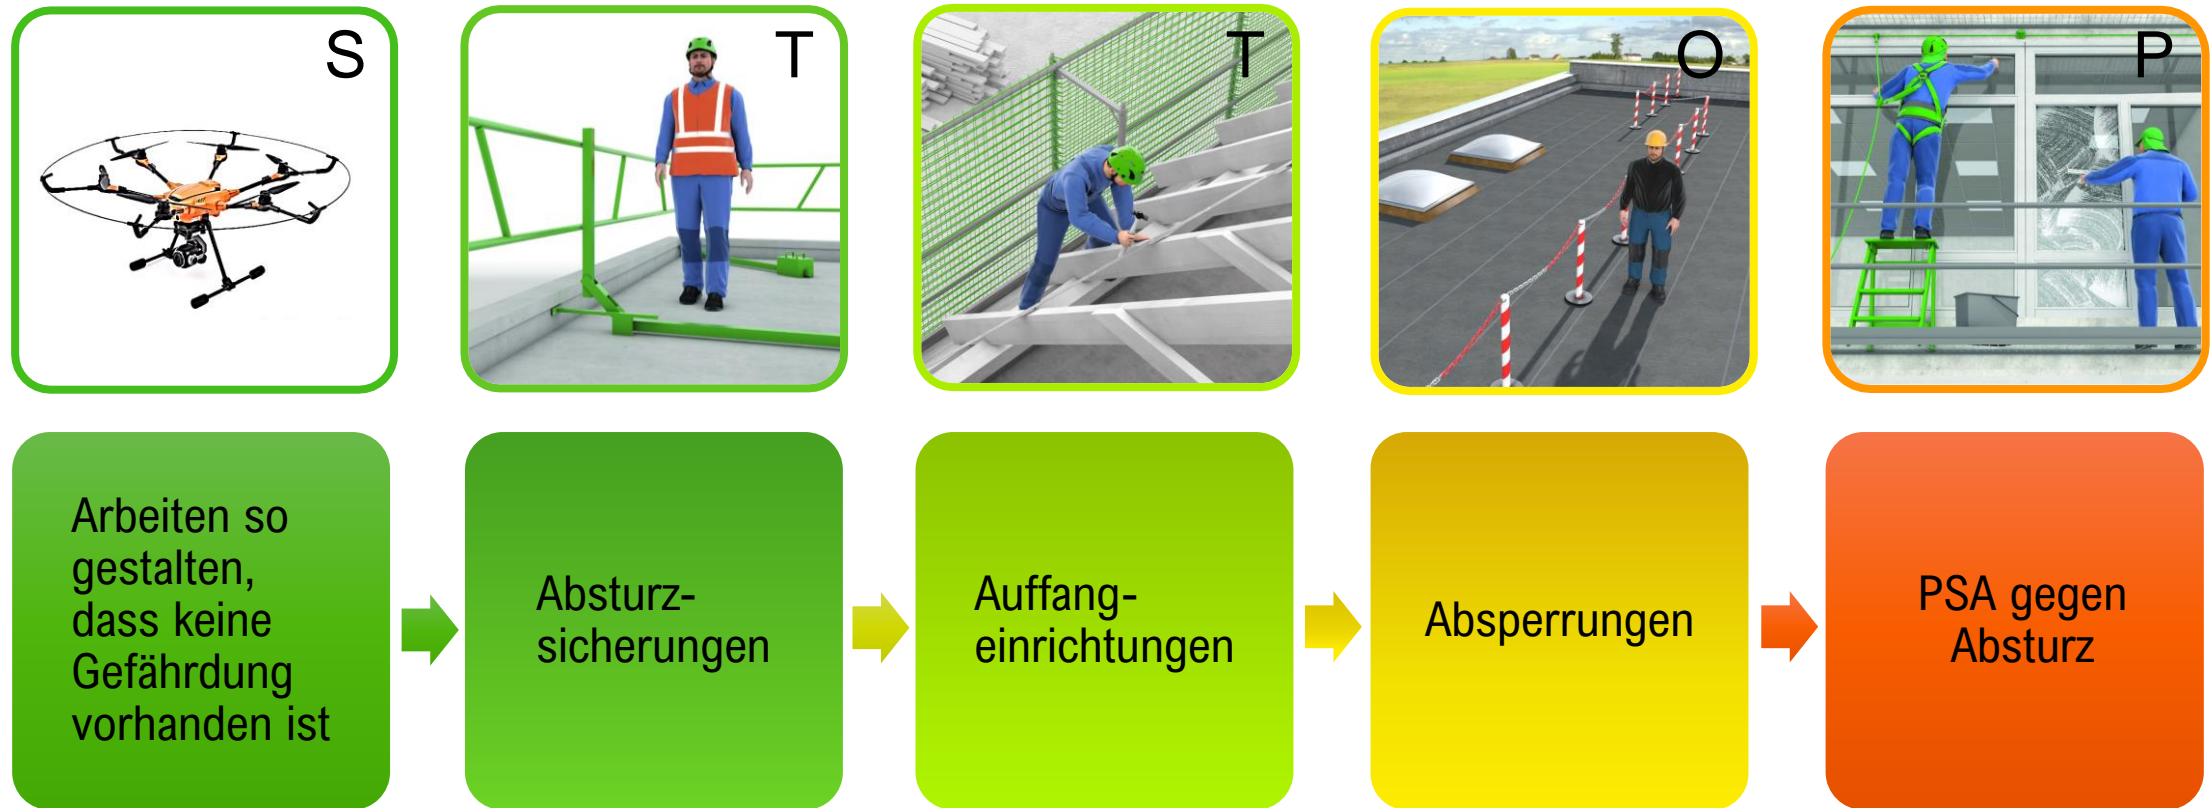 S
T
T
O
P
Arbeiten so
gestalten,
dass keine
Gefährdung
vorhanden ist
Absturz-
sicherungen
Auffang-
einrichtungen
Absperrungen
PSA gegen
Absturz